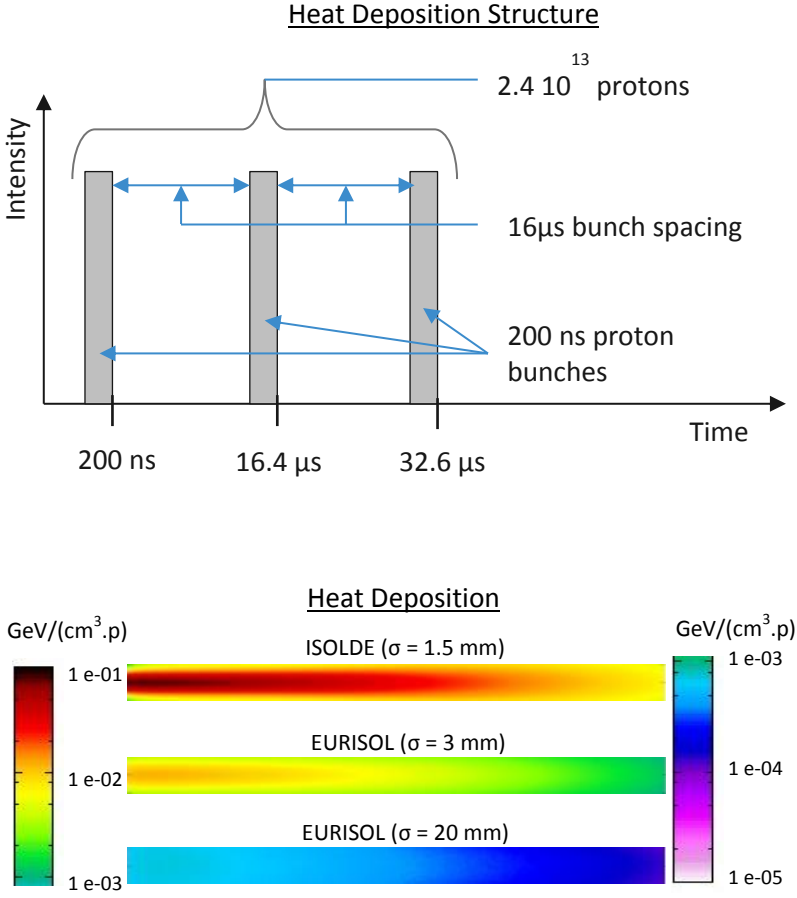 Heat Deposition Structure
2.4 10^13 protons
Intensity
16µs bunch spacing
200 ns proton
bunches
Time
200 ns
16.4 µs
32.6 µs
Heat Deposition
GeV/(cm³.p)
GeV/(cm³.p)
ISOLDE (σ = 1.5 mm)
1 e-01
1 e-03
EURISOL (σ = 3 mm)
1 e-02
1 e-04
EURISOL (σ = 20 mm)
1 e-03
1 e-05